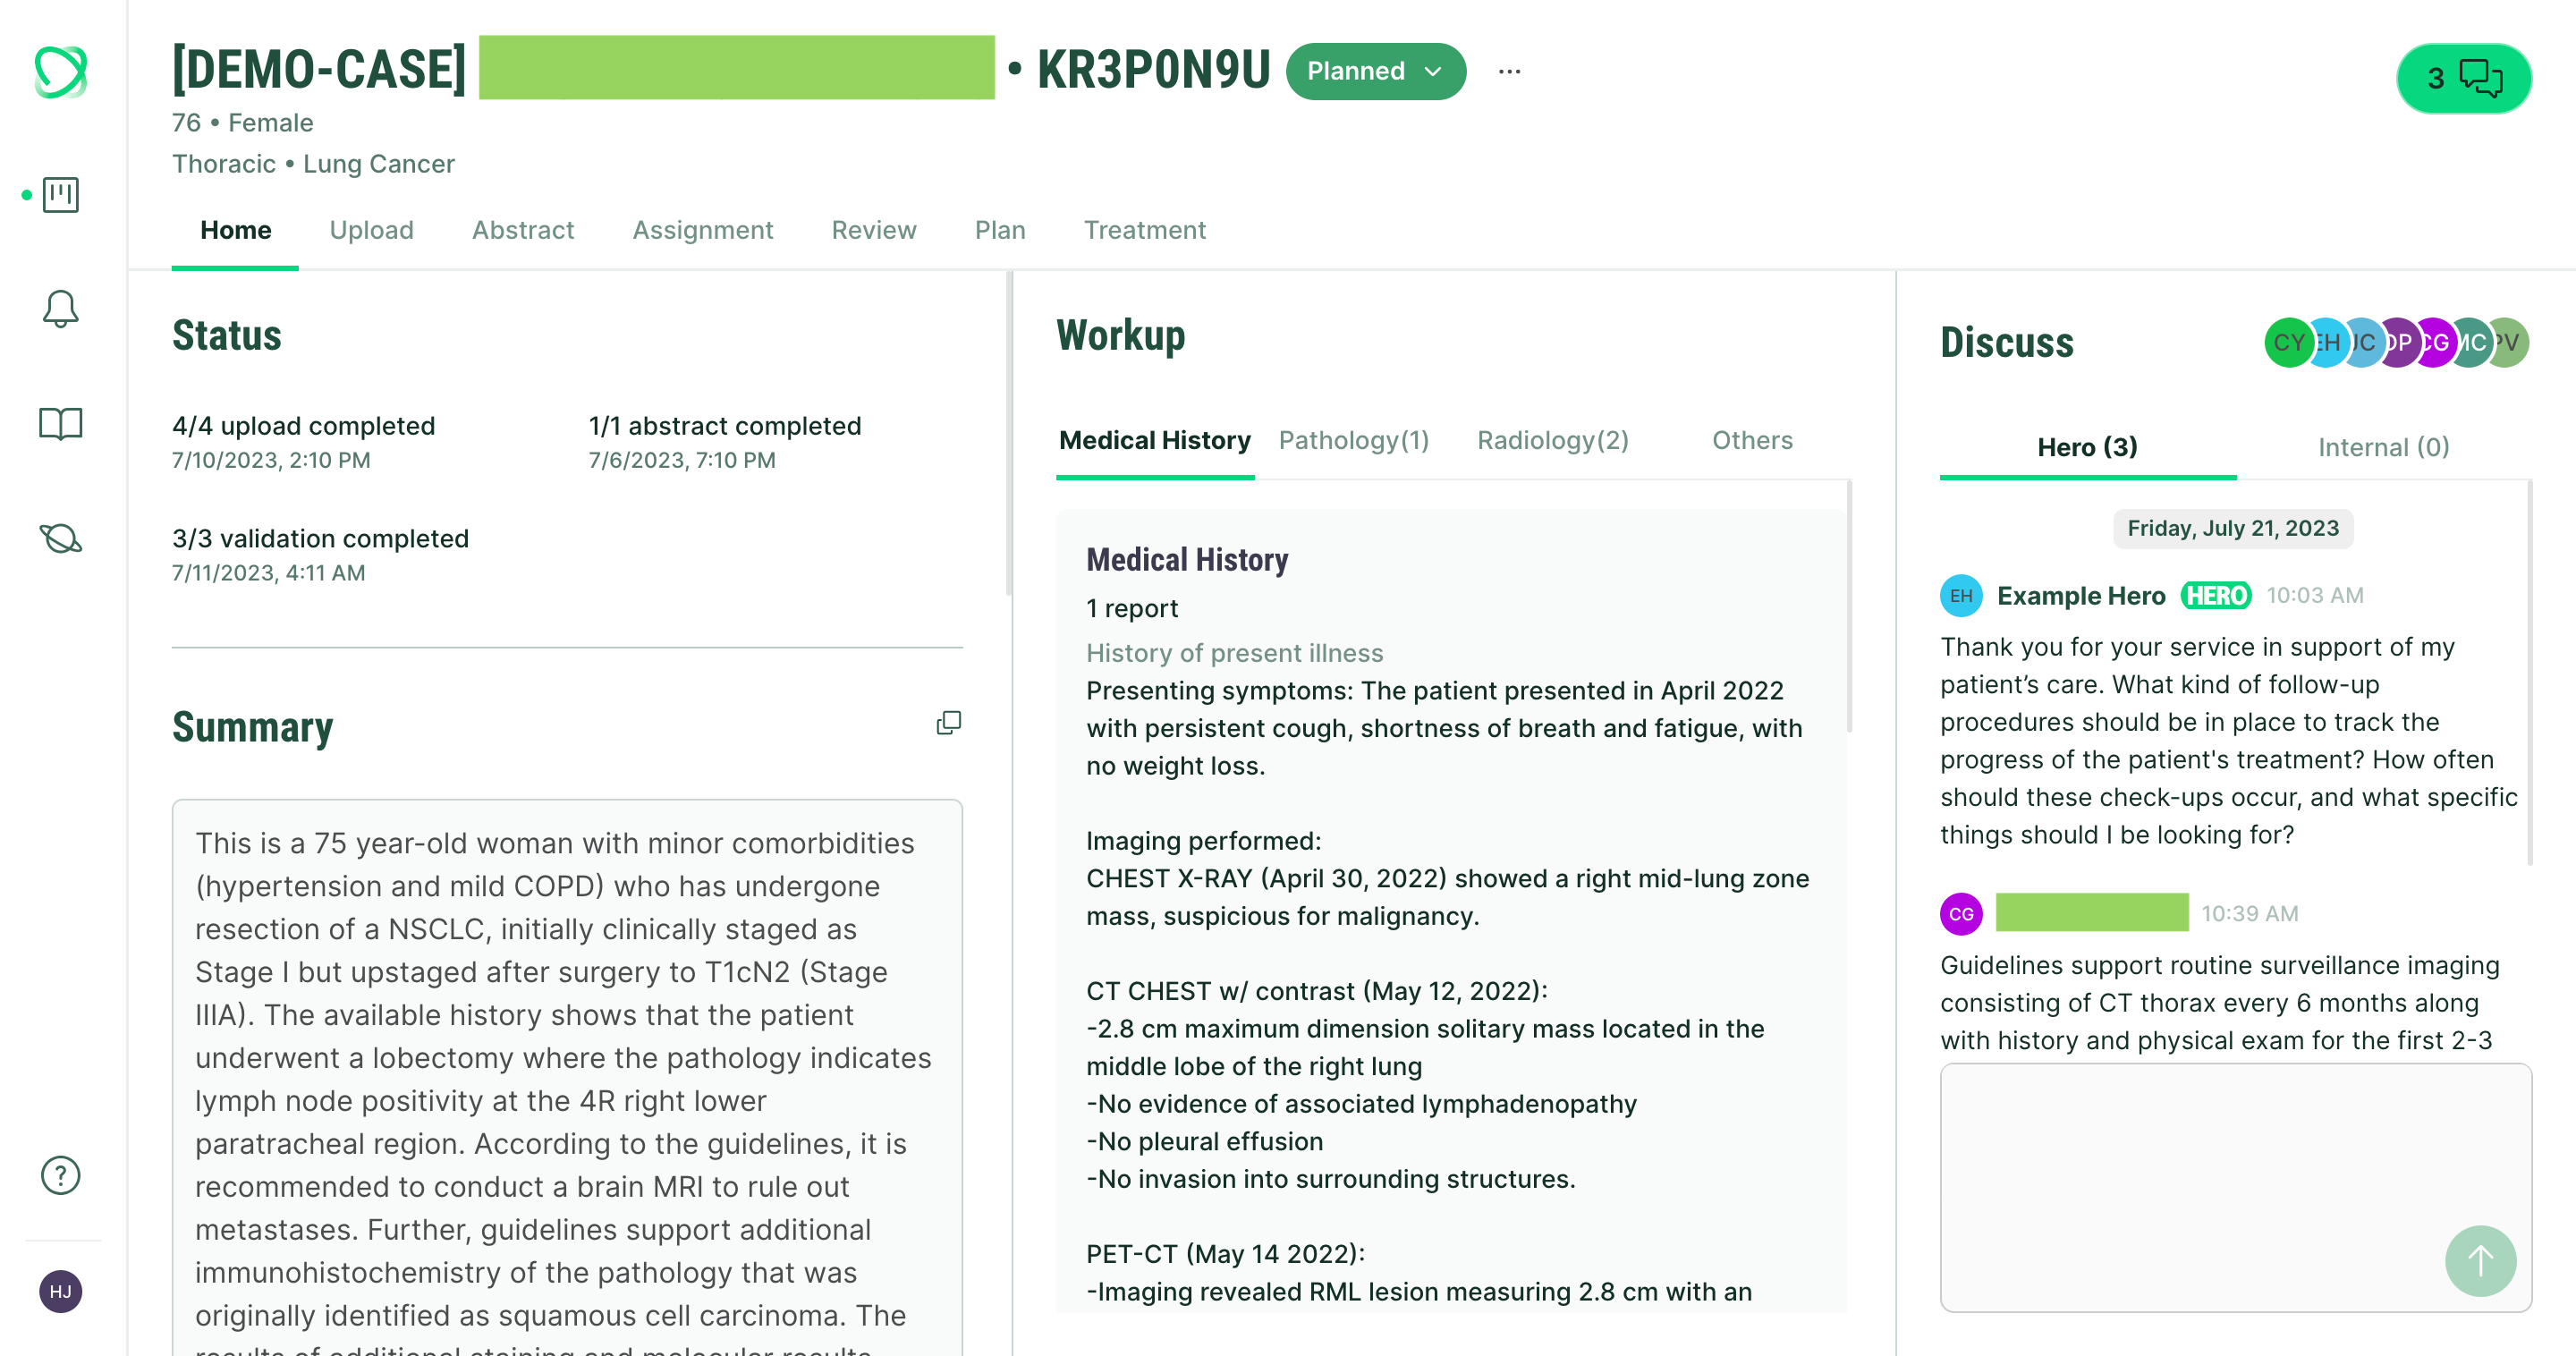 [DEMO-CASE] • KR3P0N9U Planned ...
3
76 • Female
Thoracic • Lung Cancer
Home Upload Abstract Assignment Review Plan Treatment
Status
4/4 upload completed
7/10/2023, 2:10 PM
1/1 abstract completed
7/6/2023, 7:10 PM
3/3 validation completed
7/11/2023, 4:11 AM
Summary
This is a 75 year-old woman with minor comorbidities
(hypertension and mild COPD) who has undergone
resection of a NSCLC, initially clinically staged as
Stage I but upstaged after surgery to T1cN2 (Stage
IIIA). The available history shows that the patient
underwent a lobectomy where the pathology indicates
lymph node positivity at the 4R right lower
paratracheal region. According to the guidelines, it is
recommended to conduct a brain MRI to rule out
metastases. Further, guidelines support additional
immunohistochemistry of the pathology that was
originally identified as squamous cell carcinoma. The
results of additional staining and molecular results
Workup
Medical History Pathology(1) Radiology(2) Others
Medical History
1 report
History of present illness
Presenting symptoms: The patient presented in April 2022
with persistent cough, shortness of breath and fatigue, with
no weight loss.
Imaging performed:
CHEST X-RAY (April 30, 2022) showed a right mid-lung zone
mass, suspicious for malignancy.
CT CHEST w/ contrast (May 12, 2022):
-2.8 cm maximum dimension solitary mass located in the
middle lobe of the right lung
-No evidence of associated lymphadenopathy
-No pleural effusion
-No invasion into surrounding structures.
PET-CT (May 14 2022):
-Imaging revealed RML lesion measuring 2.8 cm with an
Discuss
CY EH JC DP CG MC PV
Hero (3) Internal (0)
Friday, July 21, 2023
EH Example Hero HERO 10:03 AM
Thank you for your service in support of my
patient’s care. What kind of follow-up
procedures should be in place to track the
progress of the patient's treatment? How often
should these check-ups occur, and what specific
things should I be looking for?
CG 10:39 AM
Guidelines support routine surveillance imaging
consisting of CT thorax every 6 months along
with history and physical exam for the first 2-3
?
HJ